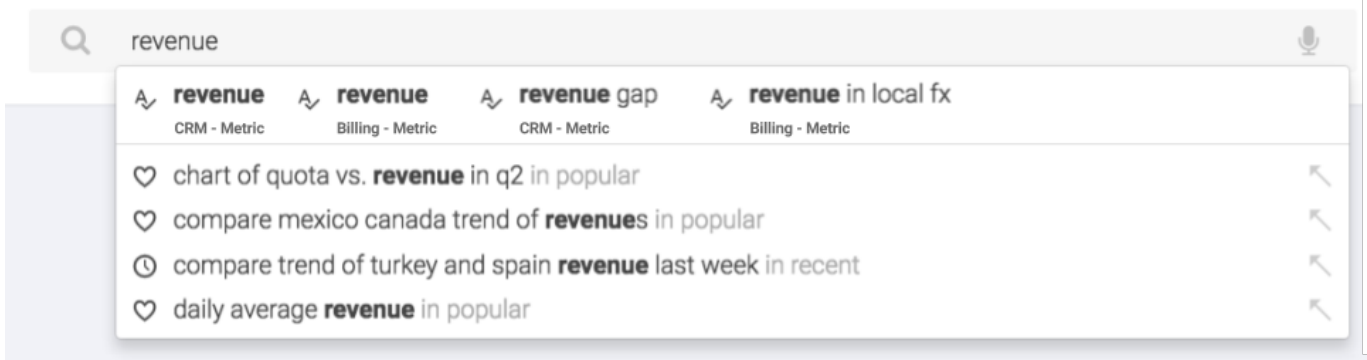 revenue
revenue revenue revenue gap revenue in local fx
CRM - Metric Billing - Metric CRM - Metric Billing - Metric
chart of quota vs. revenue in q2 in popular
compare mexico canada trend of revenues in popular
compare trend of turkey and spain revenue last week in recent
daily average revenue in popular